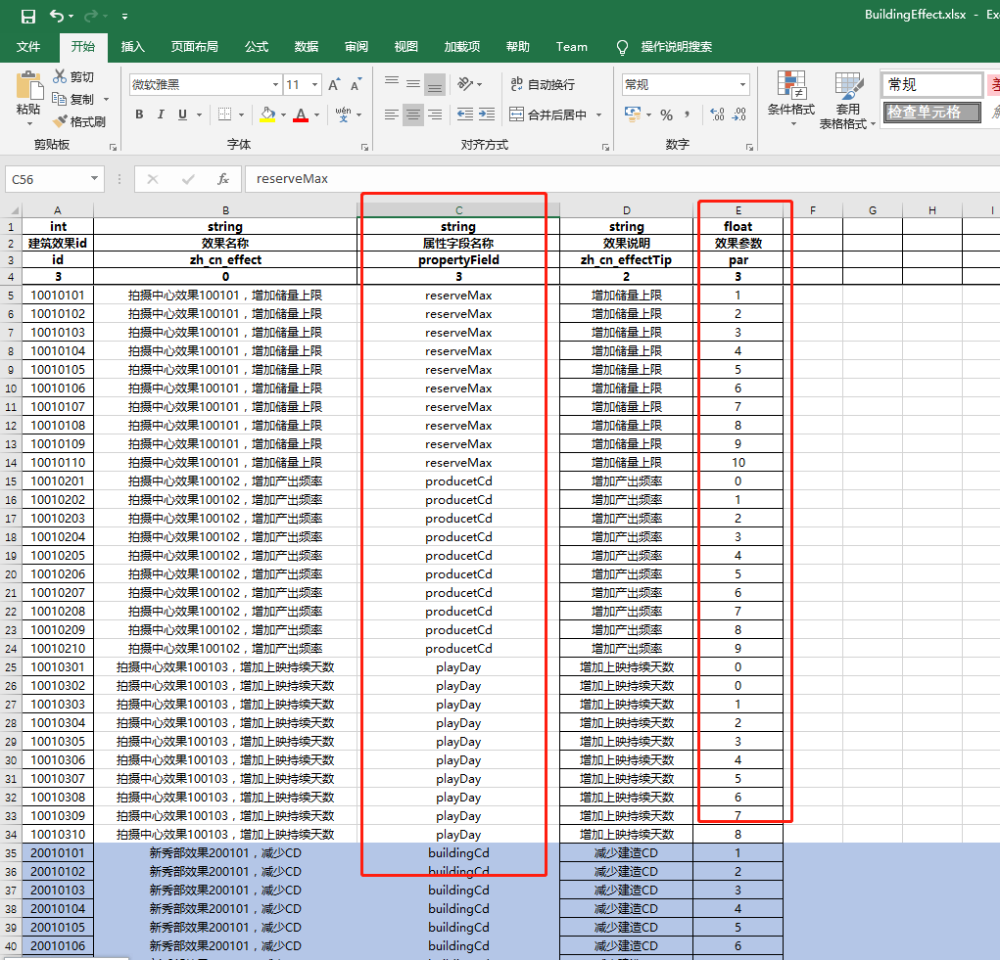 BuildingEffect.xlsx - Exc
文件 开始 插入 页面布局 公式 数据 审阅 视图 加载项 帮助 Team 操作说明搜索
粘贴 剪切 复制 格式刷 剪贴板
微软雅黑 11 A A B I U A wén 文 字体
ab 自动换行 合并后居中 对齐方式
常规 % , 数字
条件格式 套用 表格格式 常规 检查单元格
C56 fx reserveMax
A B C D E F G H I
1 int string string string float
2 建筑效果id 效果名称 属性字段名称 效果说明 效果参数
3 id zh_cn_effect propertyField zh_cn_effectTip par
4 3 0 3 2 3
5 10010101 拍摄中心效果100101，增加储量上限 reserveMax 增加储量上限 1
6 10010102 拍摄中心效果100101，增加储量上限 reserveMax 增加储量上限 2
7 10010103 拍摄中心效果100101，增加储量上限 reserveMax 增加储量上限 3
8 10010104 拍摄中心效果100101，增加储量上限 reserveMax 增加储量上限 4
9 10010105 拍摄中心效果100101，增加储量上限 reserveMax 增加储量上限 5
10 10010106 拍摄中心效果100101，增加储量上限 reserveMax 增加储量上限 6
11 10010107 拍摄中心效果100101，增加储量上限 reserveMax 增加储量上限 7
12 10010108 拍摄中心效果100101，增加储量上限 reserveMax 增加储量上限 8
13 10010109 拍摄中心效果100101，增加储量上限 reserveMax 增加储量上限 9
14 10010110 拍摄中心效果100101，增加储量上限 reserveMax 增加储量上限 10
15 10010201 拍摄中心效果100102，增加产出频率 producetCd 增加产出频率 0
16 10010202 拍摄中心效果100102，增加产出频率 producetCd 增加产出频率 1
17 10010203 拍摄中心效果100102，增加产出频率 producetCd 增加产出频率 2
18 10010204 拍摄中心效果100102，增加产出频率 producetCd 增加产出频率 3
19 10010205 拍摄中心效果100102，增加产出频率 producetCd 增加产出频率 4
20 10010206 拍摄中心效果100102，增加产出频率 producetCd 增加产出频率 5
21 10010207 拍摄中心效果100102，增加产出频率 producetCd 增加产出频率 6
22 10010208 拍摄中心效果100102，增加产出频率 producetCd 增加产出频率 7
23 10010209 拍摄中心效果100102，增加产出频率 producetCd 增加产出频率 8
24 10010210 拍摄中心效果100102，增加产出频率 producetCd 增加产出频率 9
25 10010301 拍摄中心效果100103，增加上映持续天数 playDay 增加上映持续天数 0
26 10010302 拍摄中心效果100103，增加上映持续天数 playDay 增加上映持续天数 0
27 10010303 拍摄中心效果100103，增加上映持续天数 playDay 增加上映持续天数 1
28 10010304 拍摄中心效果100103，增加上映持续天数 playDay 增加上映持续天数 2
29 10010305 拍摄中心效果100103，增加上映持续天数 playDay 增加上映持续天数 3
30 10010306 拍摄中心效果100103，增加上映持续天数 playDay 增加上映持续天数 4
31 10010307 拍摄中心效果100103，增加上映持续天数 playDay 增加上映持续天数 5
32 10010308 拍摄中心效果100103，增加上映持续天数 playDay 增加上映持续天数 6
33 10010309 拍摄中心效果100103，增加上映持续天数 playDay 增加上映持续天数 7
34 10010310 拍摄中心效果100103，增加上映持续天数 playDay 增加上映持续天数 8
35 20010101 新秀部效果200101，减少CD buildingCd 减少建造CD 1
36 20010102 新秀部效果200101，减少CD buildingCd 减少建造CD 2
37 20010103 新秀部效果200101，减少CD buildingCd 减少建造CD 3
38 20010104 新秀部效果200101，减少CD buildingCd 减少建造CD 4
39 20010105 新秀部效果200101，减少CD buildingCd 减少建造CD 5
40 20010106 新秀部效果200101，减少CD buildingCd 减少建造CD 6